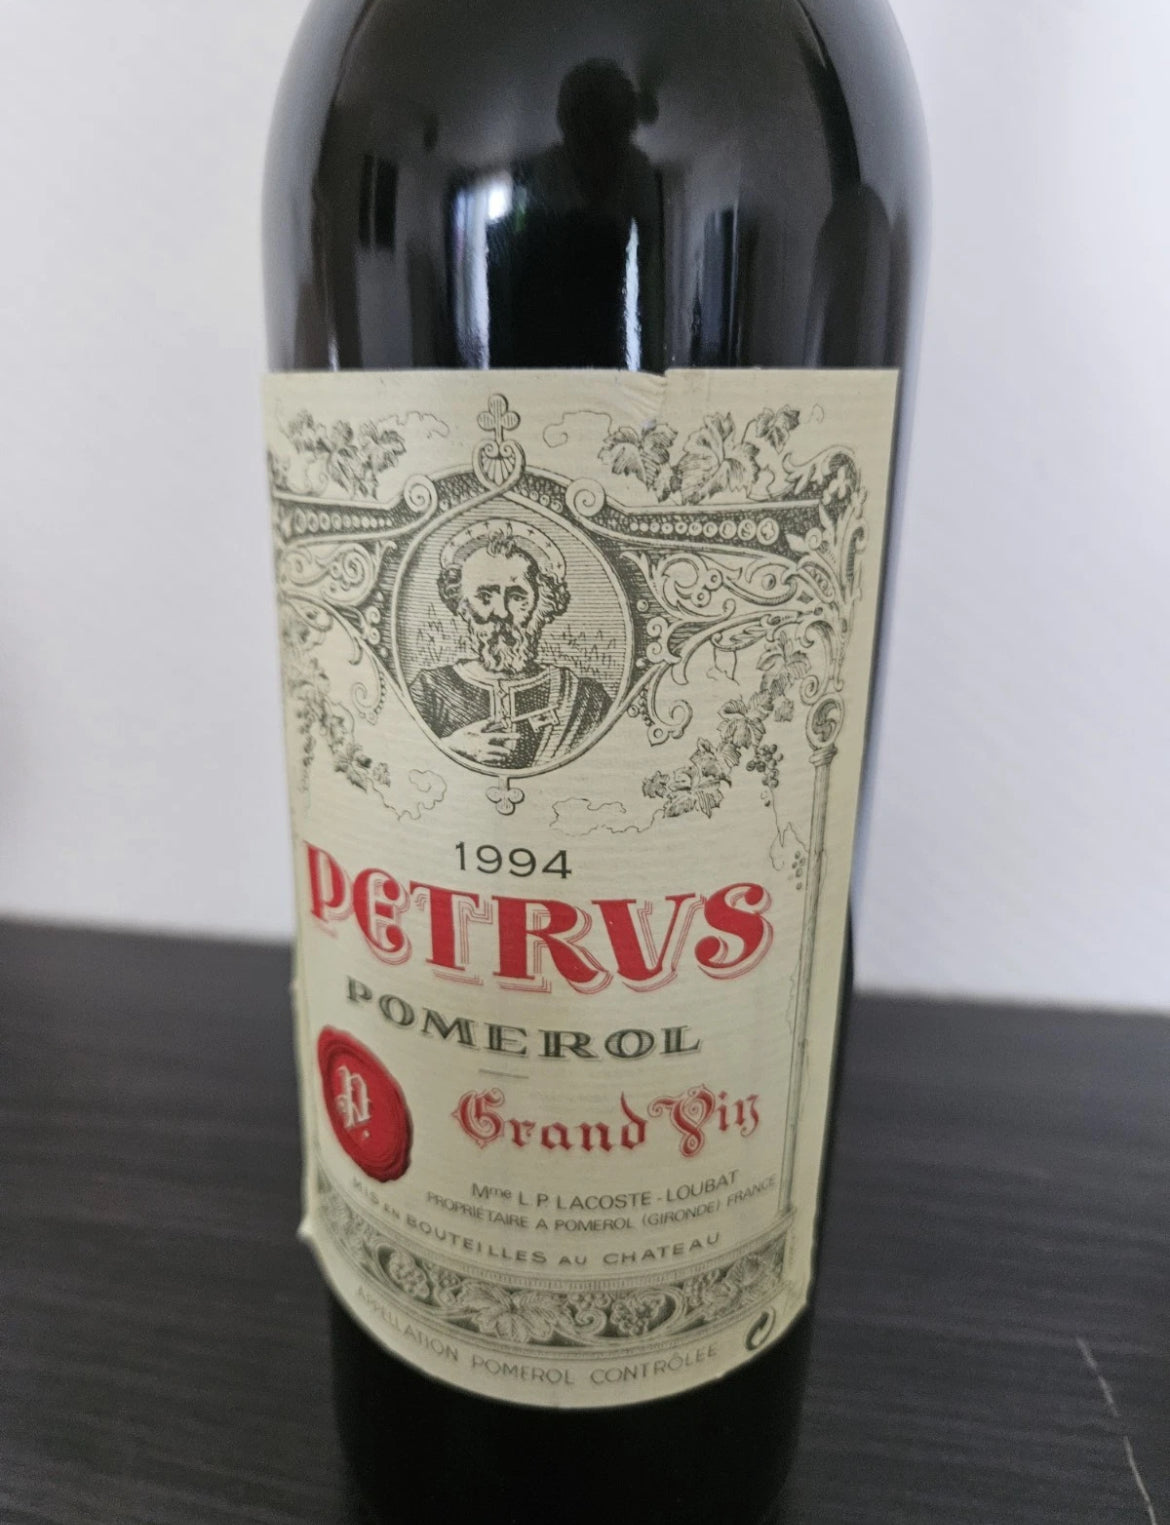 1994
PETRVS
POMEROL
P.
Grand Vin
Mme L P LACOSTE - LOUBAT
PROPRIÉTAIRE A POMEROL (GIRONDE) FRANCE
MIS EN BOUTEILLES AU CHATEAU
APPELLATION POMEROL CONTRÔLÉE